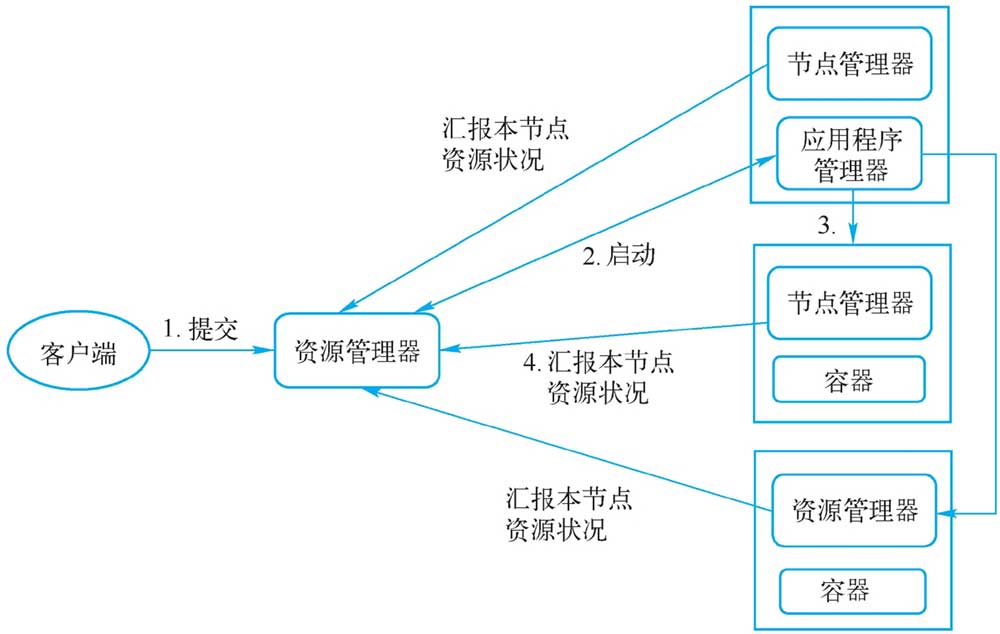 节点管理器
汇报本节点
资源状况
应用程序
管理器
3.
2. 启动
节点管理器
1. 提交
客户端
资源管理器
4. 汇报本节点
资源状况
容器
汇报本节点
资源状况
资源管理器
容器